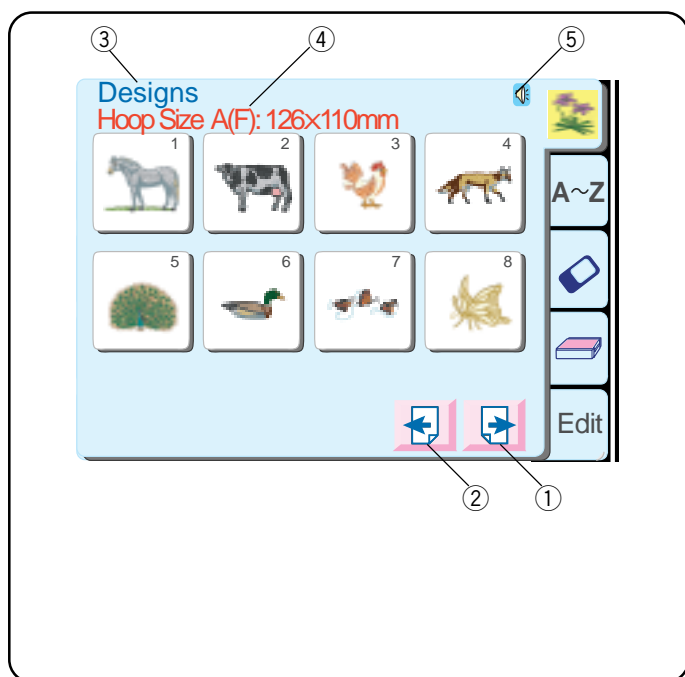 ③ ④ ⑤
Designs
Hoop Size A(F): 126×110mm
1 2 3 4
A~Z
5 6 7 8
Edit
② ①